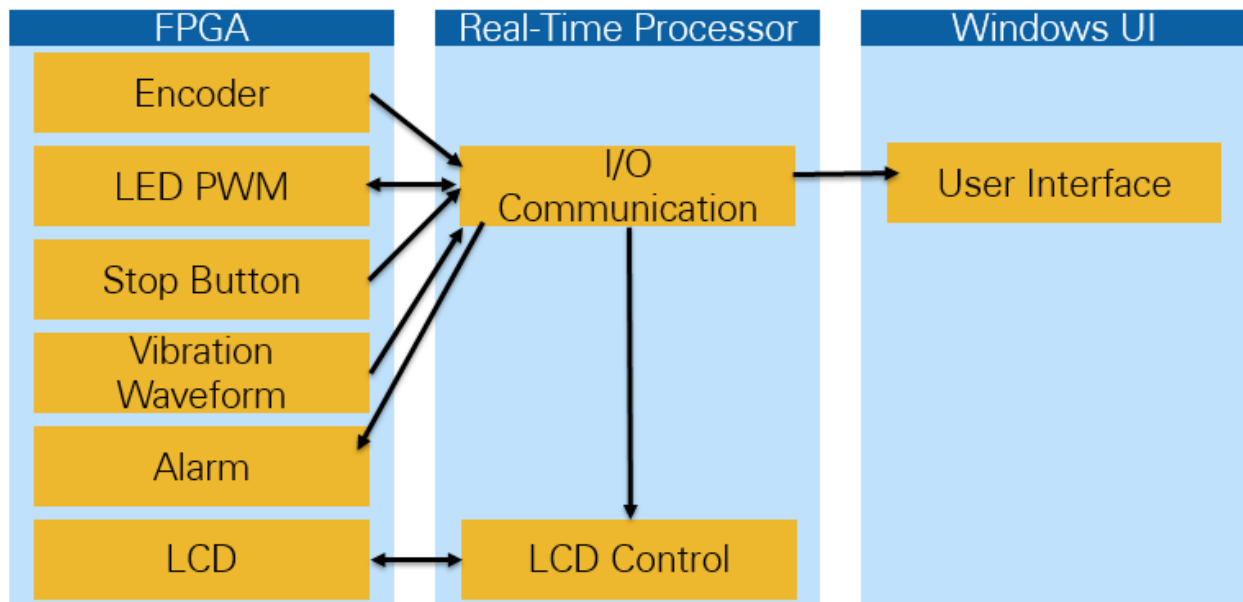 FPGA
Encoder
LED PWM
Stop Button
Vibration
Waveform
Alarm
LCD
Real-Time Processor
I/O
Communication
LCD Control
Windows UI
User Interface